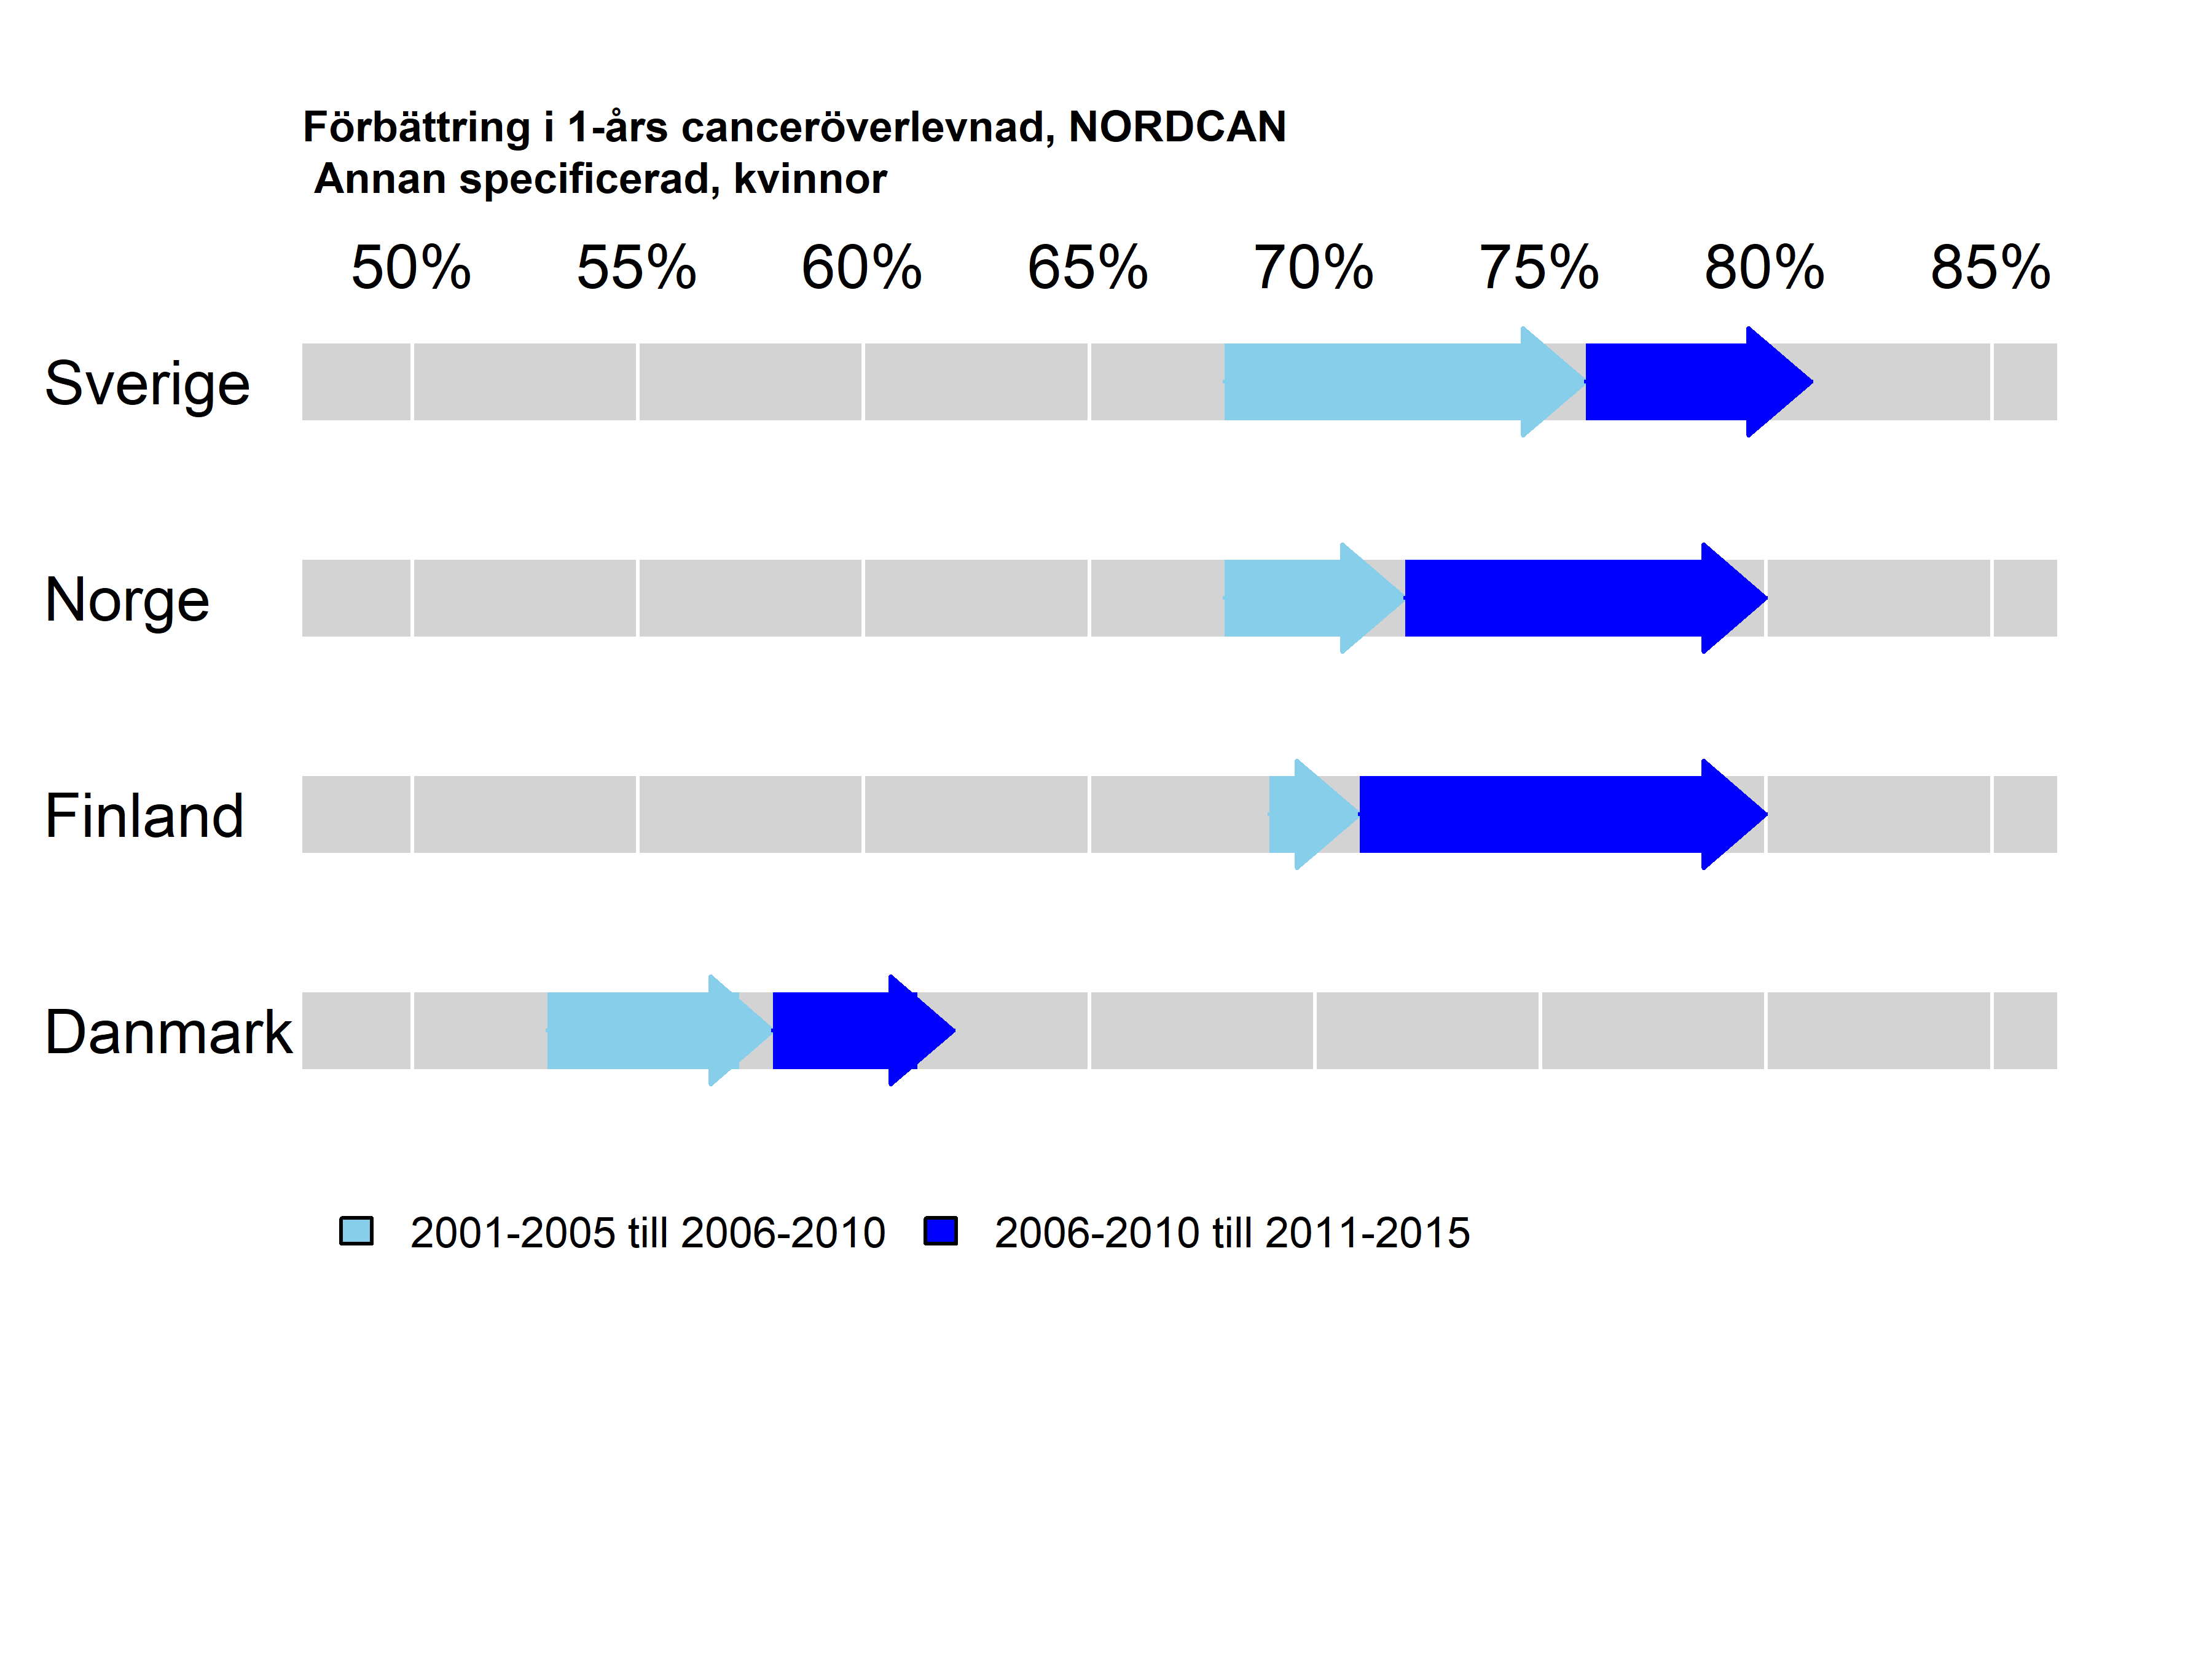 Förbättring i 1-års canceröverlevnad, NORDCAN
Annan specificerad, kvinnor
50% 55% 60% 65% 70% 75% 80% 85%
Sverige
Norge
Finland
Danmark
2001-2005 till 2006-2010 2006-2010 till 2011-2015